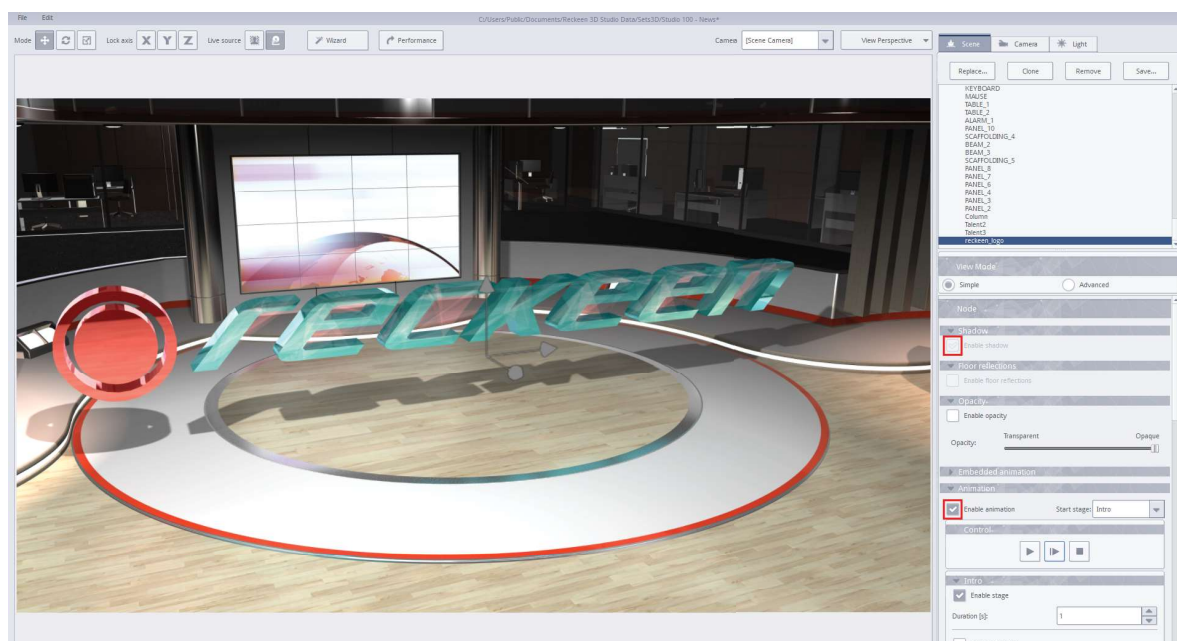 File Edit
C:/Users/Public/Documents/Reckeen 3D Studio Data/Sets3D/Studio 100 - News*
Mode Lock axis X Y Z Live source Wizard Performance Camea [Scene Camera] View Perspective
Scene Camera Light
Replace... Clone Remove Save...
KEYBOARD
MAUSE
TABLE_1
TABLE_2
ALARM_1
PANEL_10
SCAFFOLDING_4
BEAM_2
BEAM_3
SCAFFOLDING_5
PANEL_8
PANEL_7
PANEL_6
PANEL_4
PANEL_3
PANEL_2
Column
Talent2
Talent3
reckeen_logo
View Mode
Simple Advanced
Node
Shadow
Enable shadow
Floor reflections
Enable floor reflections
Opacity
Enable opacity
Transparent Opaque
Opacity:
Embedded animation
Animation
Enable animation Start stage: Intro
Control
Intro
Enable stage
Duration [s]: 1
reckeen